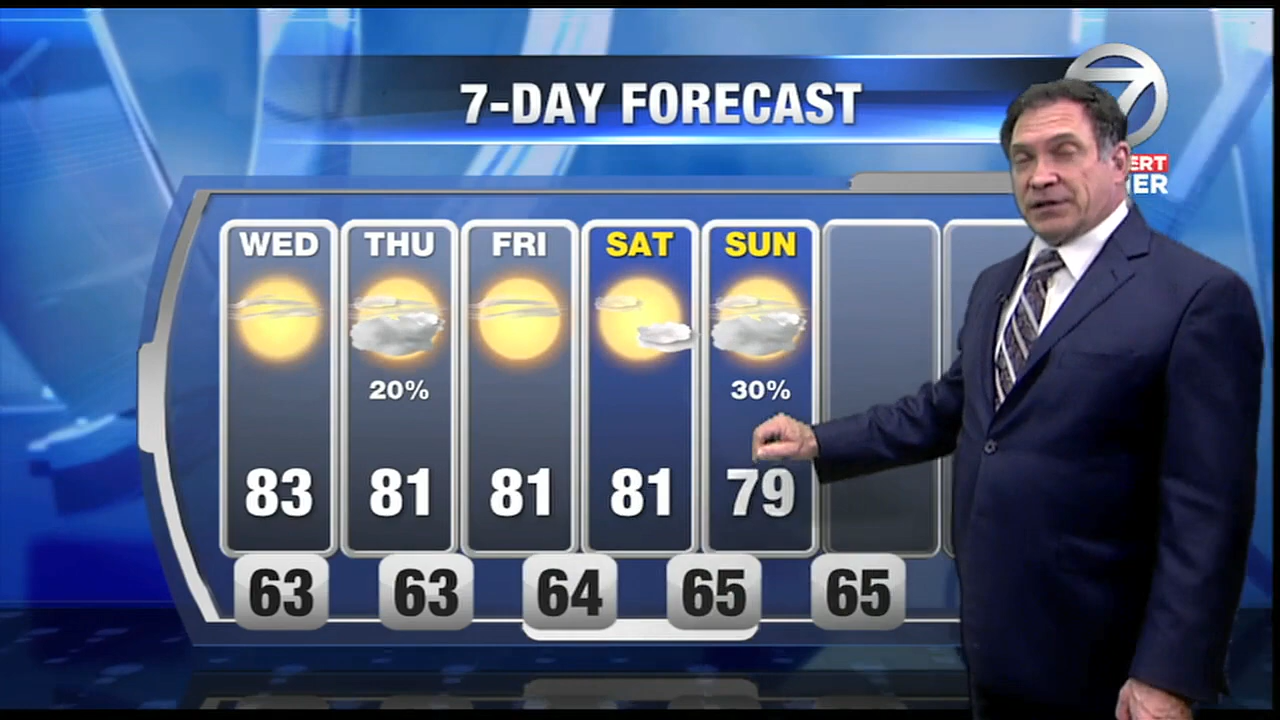 7-DAY FORECAST
7
ERT
WED THU FRI SAT SUN
20% 30%
83 81 81 81 79
63 63 64 65 65